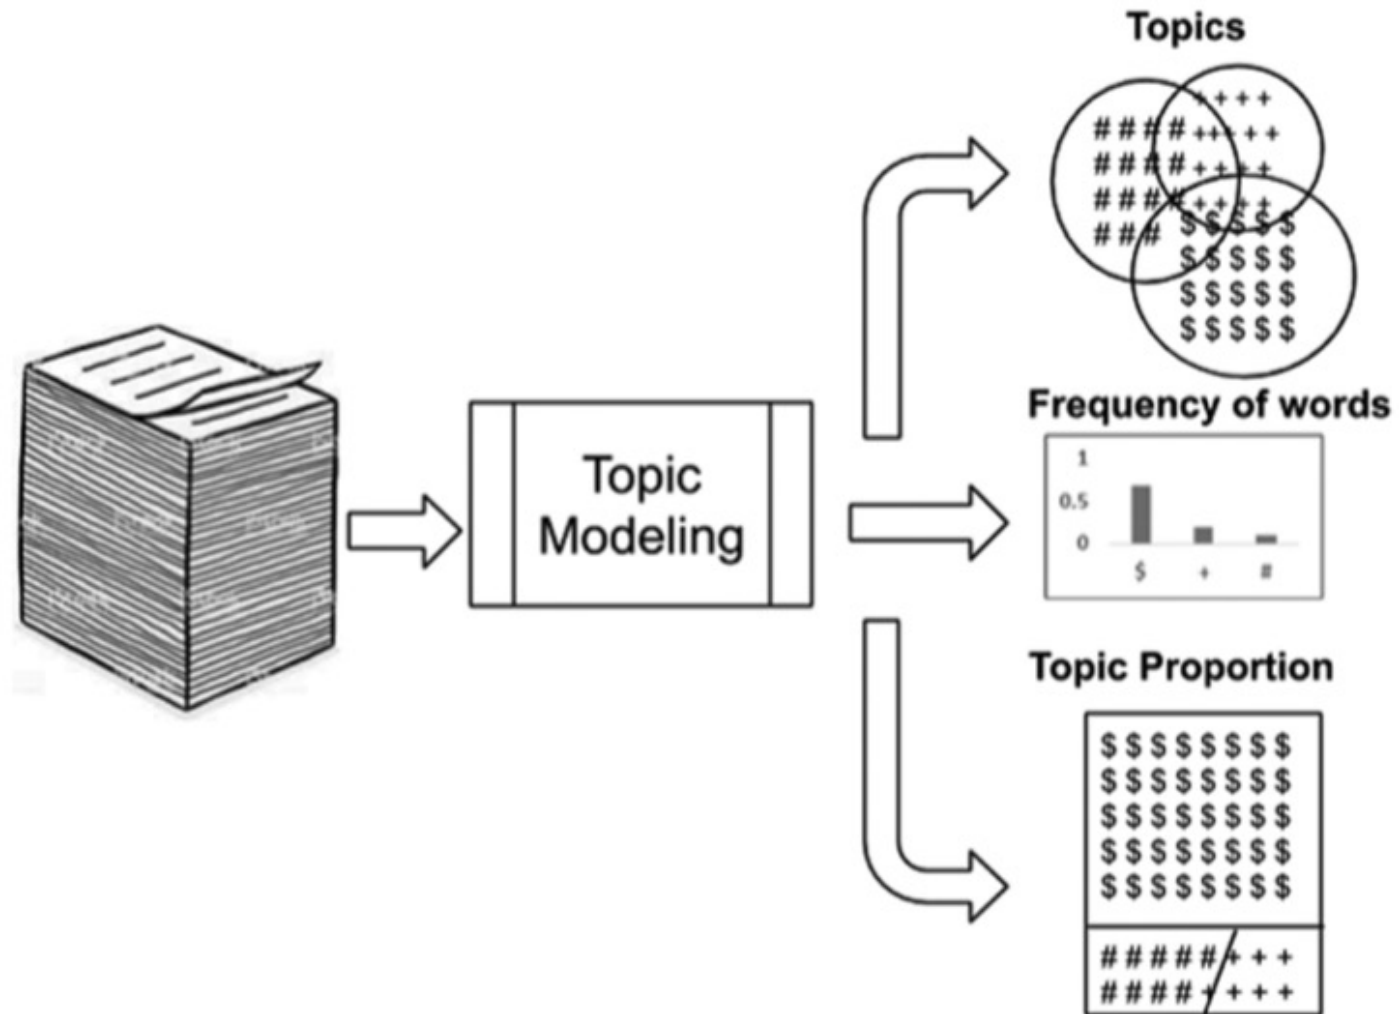 Topics
+ + + +
# # # # + + + + +
# # # # + + + +
# # # # + + + +
# # #
$ $ $ $ $
$ $ $ $ $
$ $ $ $ $
$ $ $ $ $
Topic
Modeling
Frequency of words
1
0.5
0
$ + #
Topic Proportion
$ $ $ $ $ $ $ $
$ $ $ $ $ $ $ $
$ $ $ $ $ $ $ $
$ $ $ $ $ $ $ $
$ $ $ $ $ $ $ $
# # # # # + + +
# # # # + + + +